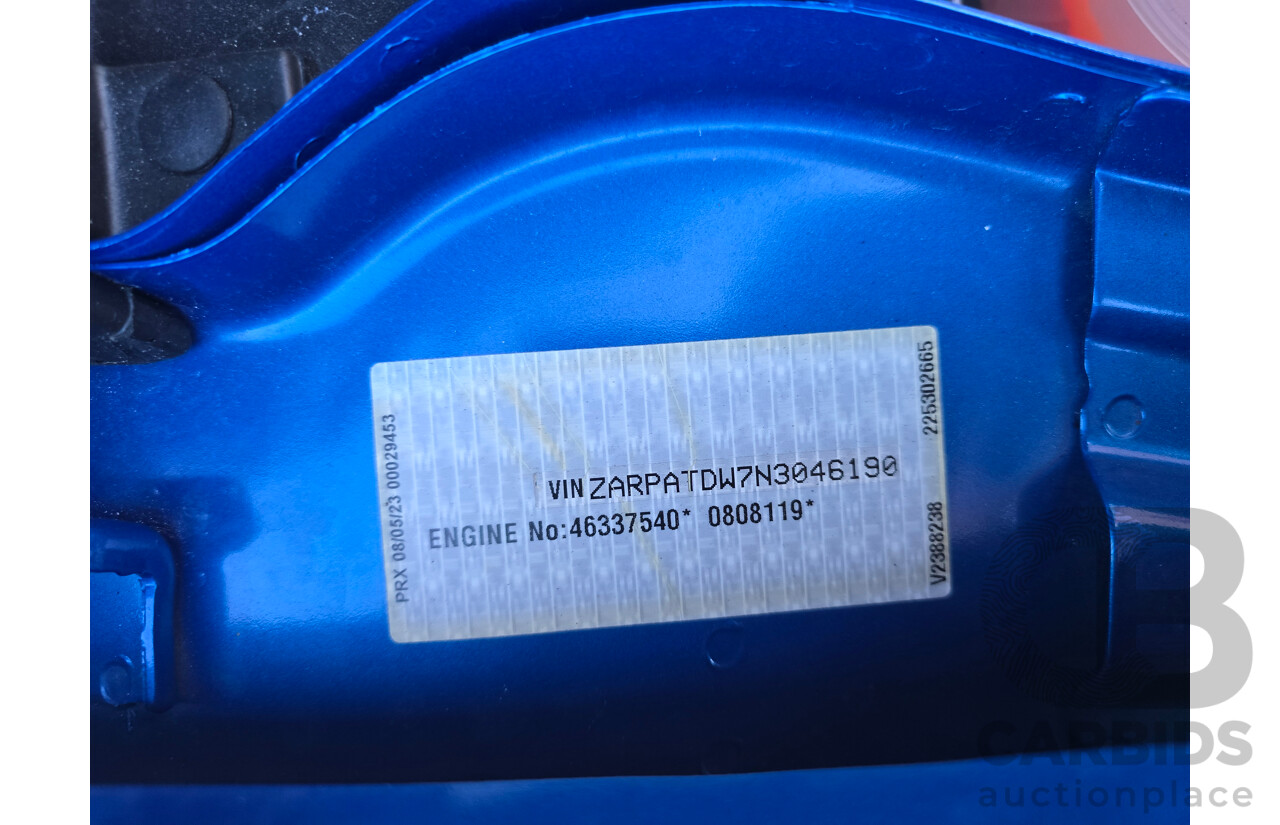 PRX 08/05/23 00029453
VIN ZARPATDW7N3046190
ENGINE No:46337540* 0808119*
225302665
V2388238
CARBIDS
auctionplace